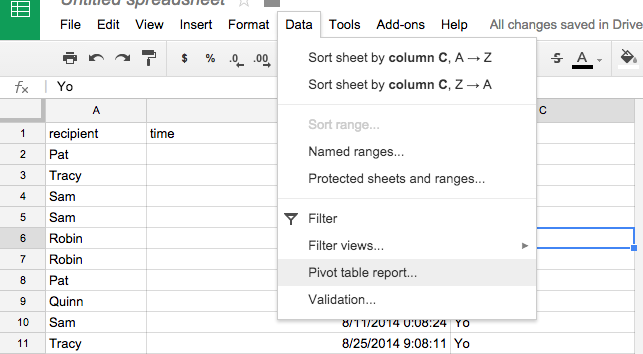 Untitled spreadsheet
File Edit View Insert Format Data Tools Add-ons Help All changes saved in Drive
$ % .0 .00 S A
fx Yo
A C
1 recipient time
2 Pat
3 Tracy
4 Sam
5 Sam
6 Robin
7 Robin
8 Pat
9 Quinn
10 Sam 8/11/2014 0:08:24 Yo
11 Tracy 8/25/2014 9:08:11 Yo
Sort sheet by column C, A → Z
Sort sheet by column C, Z → A
Sort range...
Named ranges...
Protected sheets and ranges...
Filter
Filter views...
Pivot table report...
Validation...